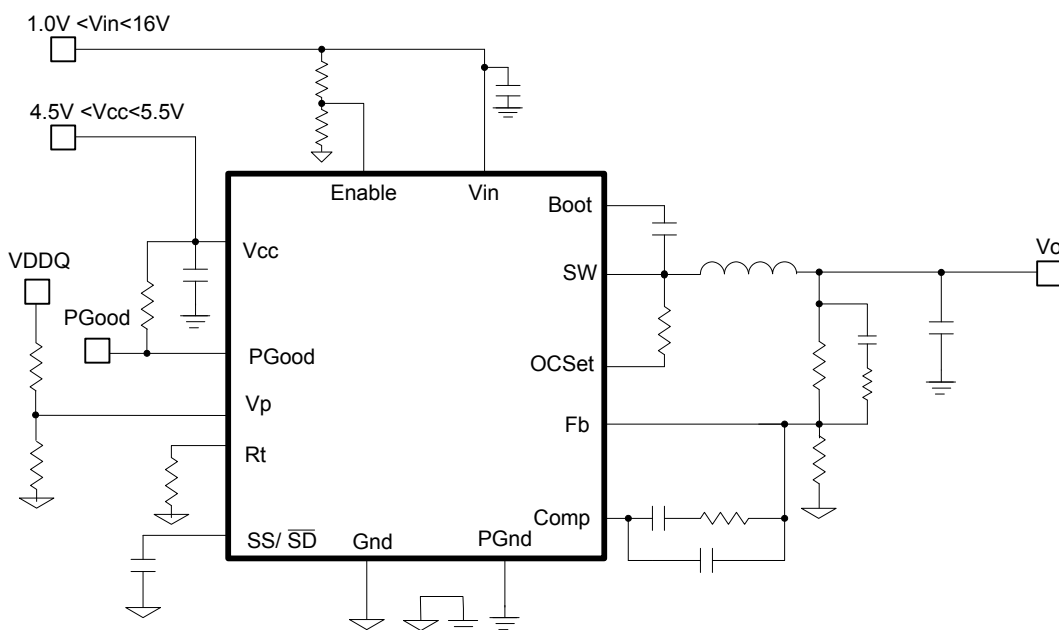 1.0V <Vin<16V
4.5V <Vcc<5.5V
Enable
Vin
Boot
Vcc
SW
Vo
VDDQ
PGood
PGood
OCSet
Vp
Fb
Rt
Comp
SS/ SD
Gnd
PGnd